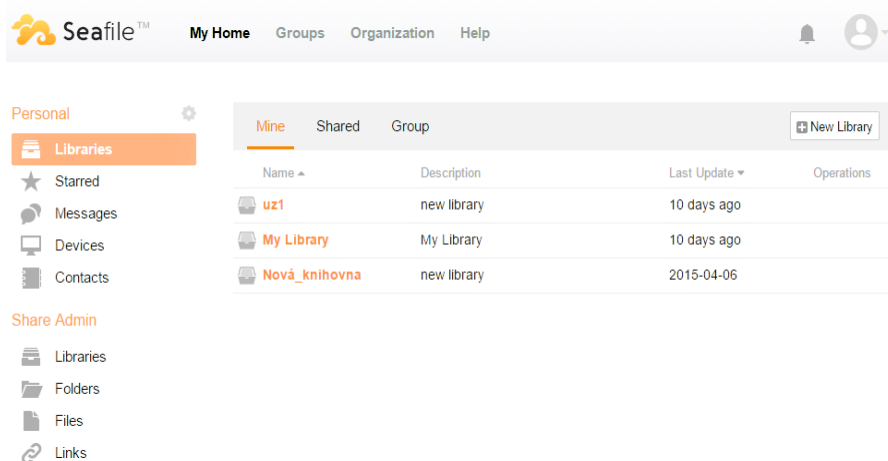 Seafile™ My Home Groups Organization Help
Personal
Libraries
Starred
Messages
Devices
Contacts
Share Admin
Libraries
Folders
Files
Links
Mine Shared Group New Library
Name Description Last Update Operations
uz1 new library 10 days ago
My Library My Library 10 days ago
Nová_knihovna new library 2015-04-06